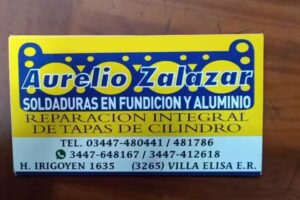 Aurelio Zalazar
SOLDADURAS EN FUNDICION Y ALUMINIO
REPARACION INTEGRAL
DE TAPAS DE CILINDRO
TEL. 03447-480441 / 481786
3447-648167 / 3447-412618
H. IRIGOYEN 1635 (3265) VILLA ELISA E.R.